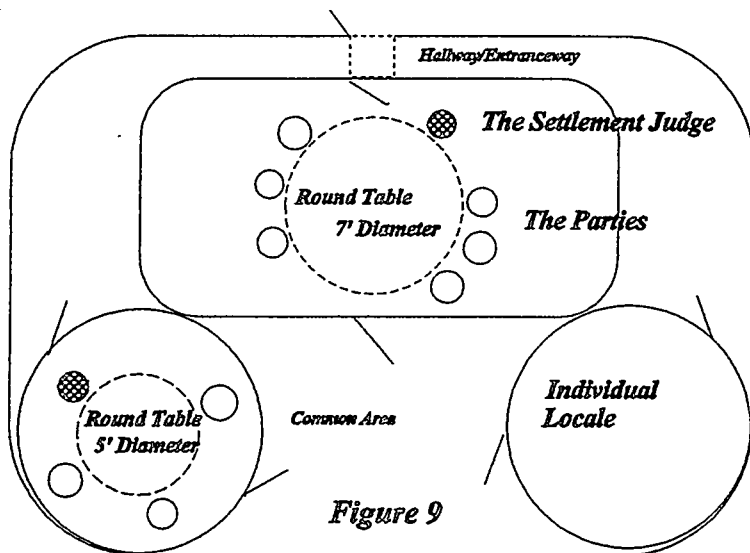 Hallway/Entranceway
The Settlement Judge
Round Table
7' Diameter
The Parties
Round Table
5' Diameter
Common Area
Individual
Locale
Figure 9